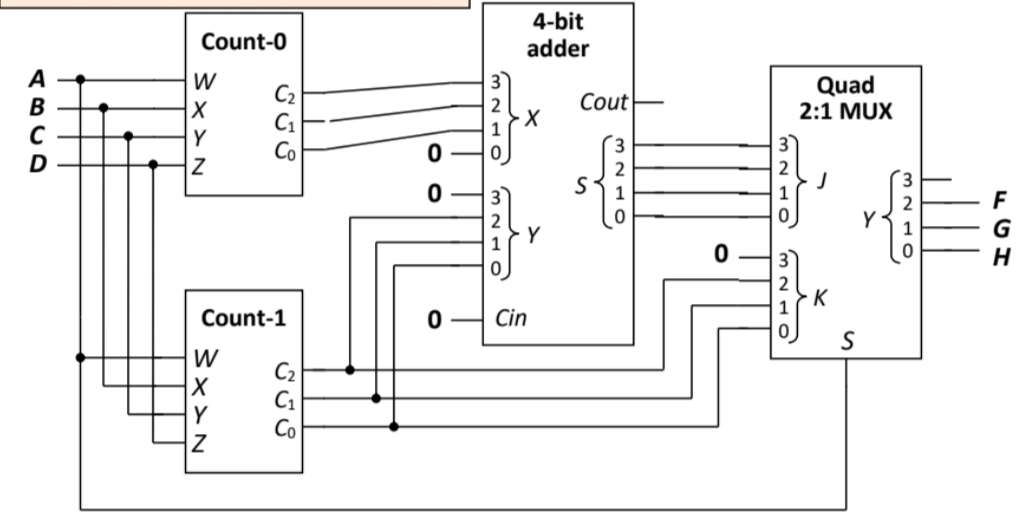 Count-0
A
B
C
D
W
X
Y
Z
C2
C1
C0
4-bit
adder
3
2
1
0
X
0
0
3
2
1
0
Y
0
Cin
Cout
S
3
2
1
0
Count-1
W
X
Y
Z
C2
C1
C0
Quad
2:1 MUX
3
2
1
0
J
0
3
2
1
0
K
S
Y
3
2
1
0
F
G
H